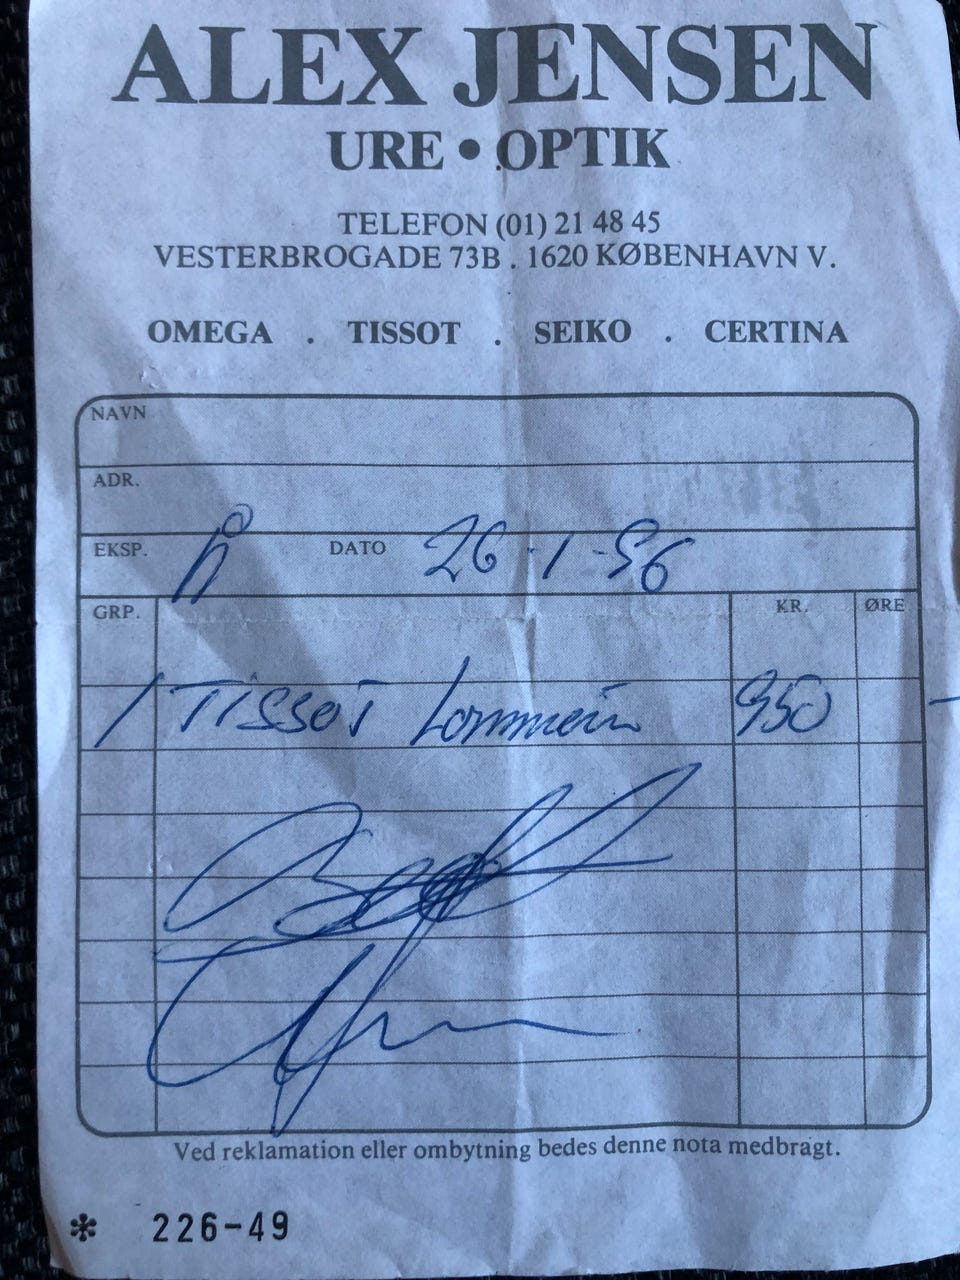 ALEX JENSEN
URE • OPTIK
TELEFON (01) 21 48 45
VESTERBROGADE 73B . 1620 KØBENHAVN V.
OMEGA . TISSOT . SEIKO . CERTINA
NAVN
ADR.
EKSP. Å DATO 26-1-86
GRP. KR. ØRE
1 TISSOT Lommeur 950 -
Ved reklamation eller ombytning bedes denne nota medbragt.
* 226-49